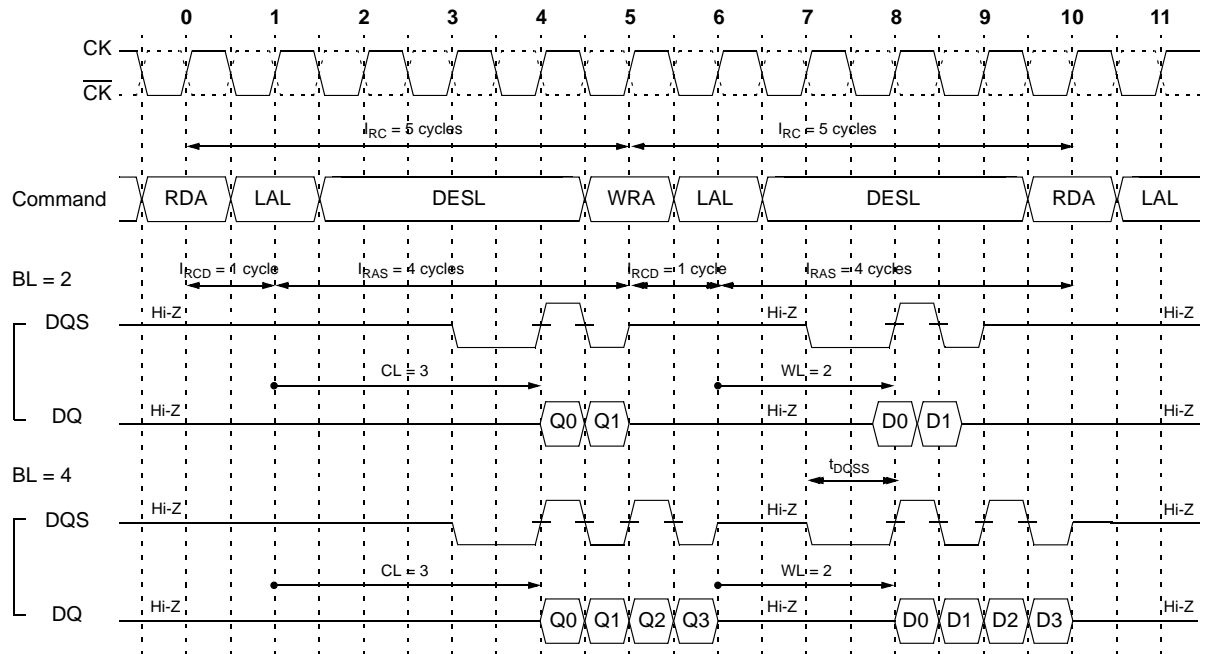 0 1 2 3 4 5 6 7 8 9 10 11
CK
CK
IRC = 5 cycles IRC = 5 cycles
Command RDA LAL DESL WRA LAL DESL RDA LAL
IRCD = 1 cycle IRAS = 4 cycles IRCD = 1 cycle IRAS = 4 cycles
BL = 2
Hi-Z Hi-Z Hi-Z
DQS
CL = 3 WL = 2
Hi-Z Hi-Z Hi-Z
DQ Q0 Q1 D0 D1
BL = 4 tDQSS
Hi-Z Hi-Z Hi-Z
DQS
CL = 3 WL = 2
Hi-Z Hi-Z Hi-Z
DQ Q0 Q1 Q2 Q3 D0 D1 D2 D3